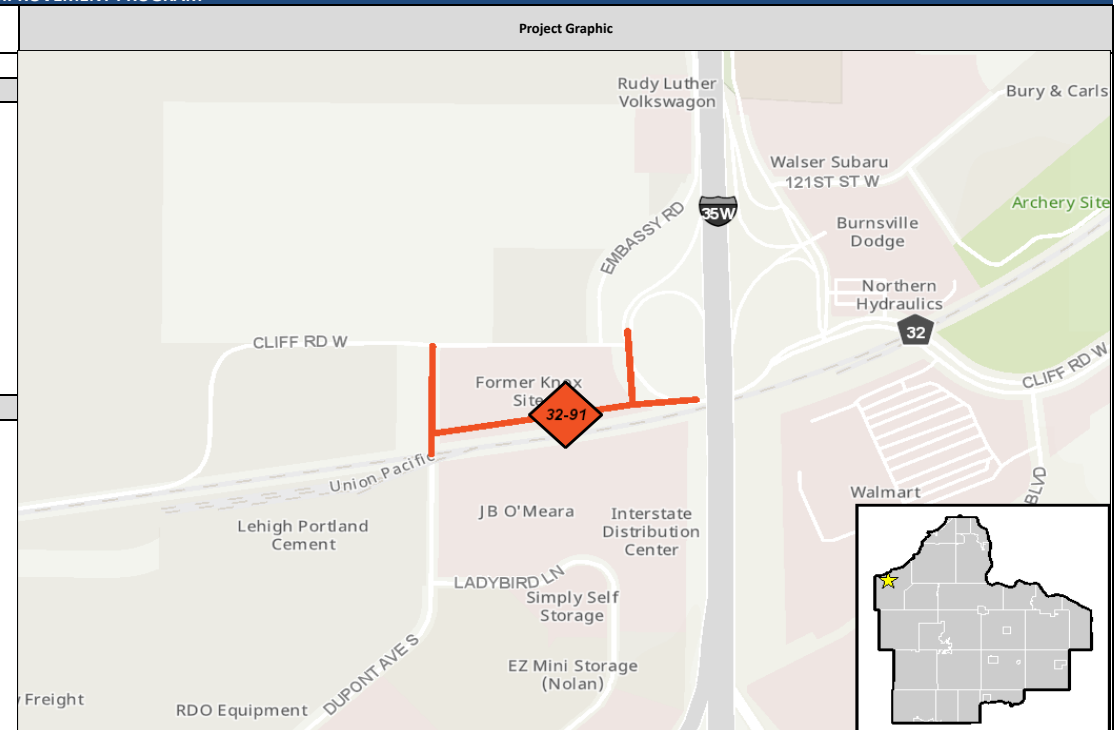 IMPROVEMENT PROGRAM
Project Graphic
Rudy Luther
Volkswagon
Bury & Carls
Walser Subaru
121ST ST W
35W
EMBASSY RD
Archery Site
Burnsville
Dodge
Northern
Hydraulics
32
CLIFF RD W
CLIFF RD W
Former Knox
Site
32-91
Union Pacific
BLVD
Walmart
JB O'Meara
Interstate
Distribution
Center
Lehigh Portland
Cement
LADYBIRD LN
Simply Self
Storage
DUPONT AVE S
EZ Mini Storage
(Nolan)
Freight
RDO Equipment